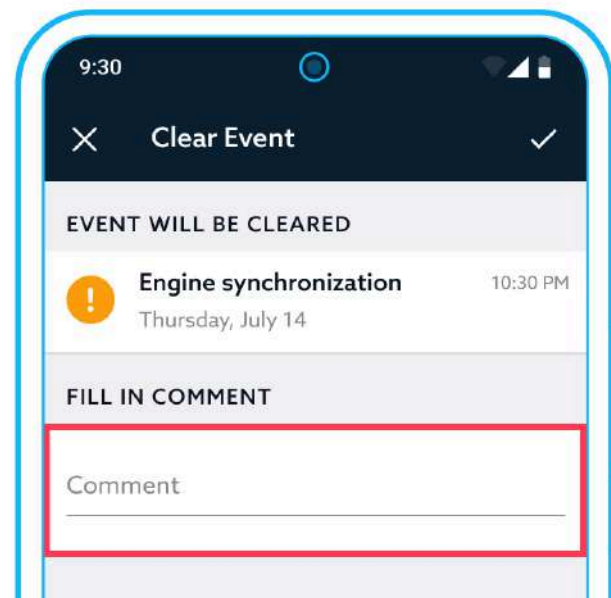 9:30
Clear Event
EVENT WILL BE CLEARED
Engine synchronization 10:30 PM
Thursday, July 14
FILL IN COMMENT
Comment